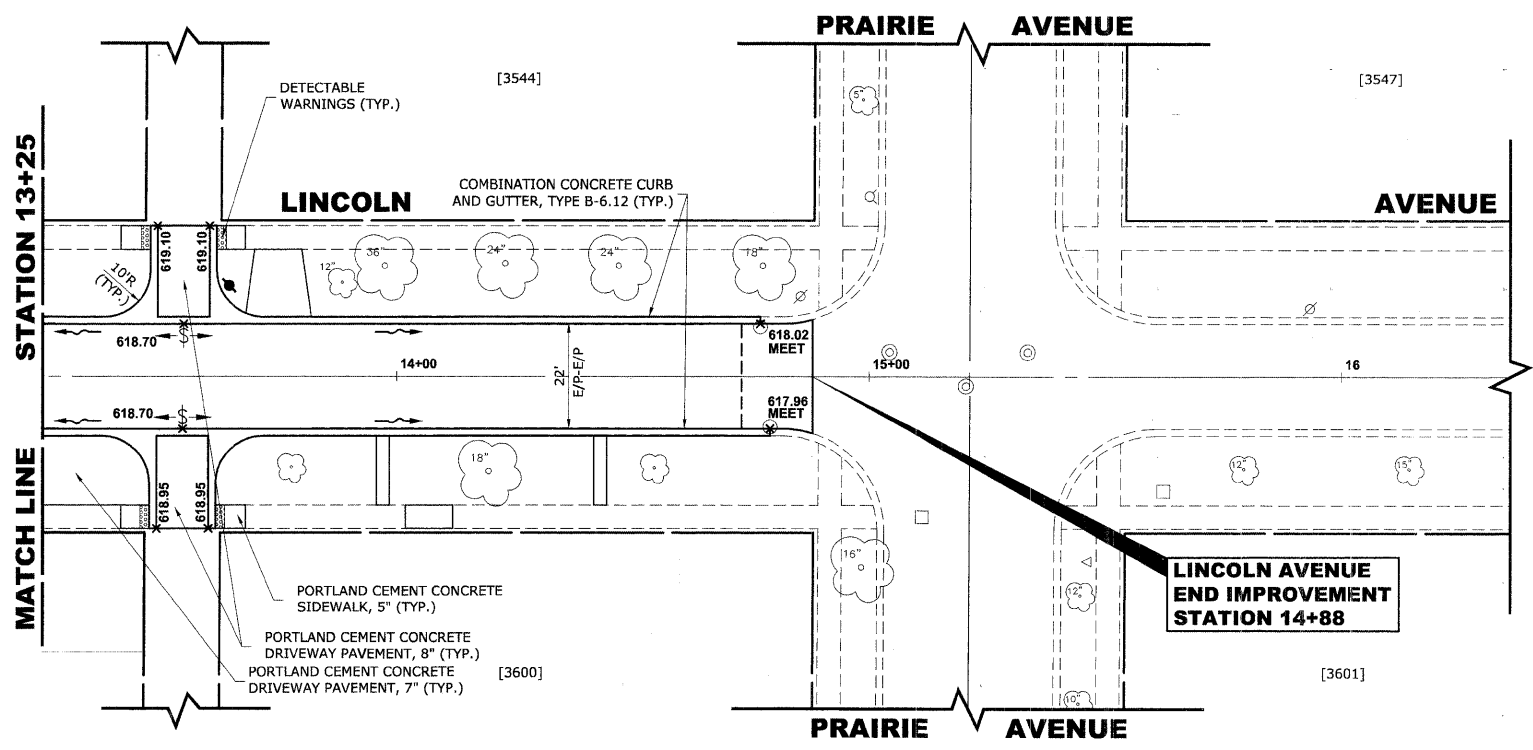 PRAIRIE AVENUE
[3544]
[3547]
DETECTABLE
WARNINGS (TYP.)
5"
STATION 13+25
LINCOLN
COMBINATION CONCRETE CURB
AND GUTTER, TYPE B-6.12 (TYP.)
AVENUE
619.10
619.10
10'R
(TYP.)
12"
36"
24"
24"
18"
618.70
S
618.02
MEET
14+00
22'
E/P-E/P
15+00
16
618.70
S
617.96
MEET
MATCH LINE
618.95
618.95
18"
12"
15"
16"
12"
10"
LINCOLN AVENUE
END IMPROVEMENT
STATION 14+88
PORTLAND CEMENT CONCRETE
SIDEWALK, 5" (TYP.)
PORTLAND CEMENT CONCRETE
DRIVEWAY PAVEMENT, 8" (TYP.)
PORTLAND CEMENT CONCRETE
DRIVEWAY PAVEMENT, 7" (TYP.)
[3600]
[3601]
PRAIRIE AVENUE